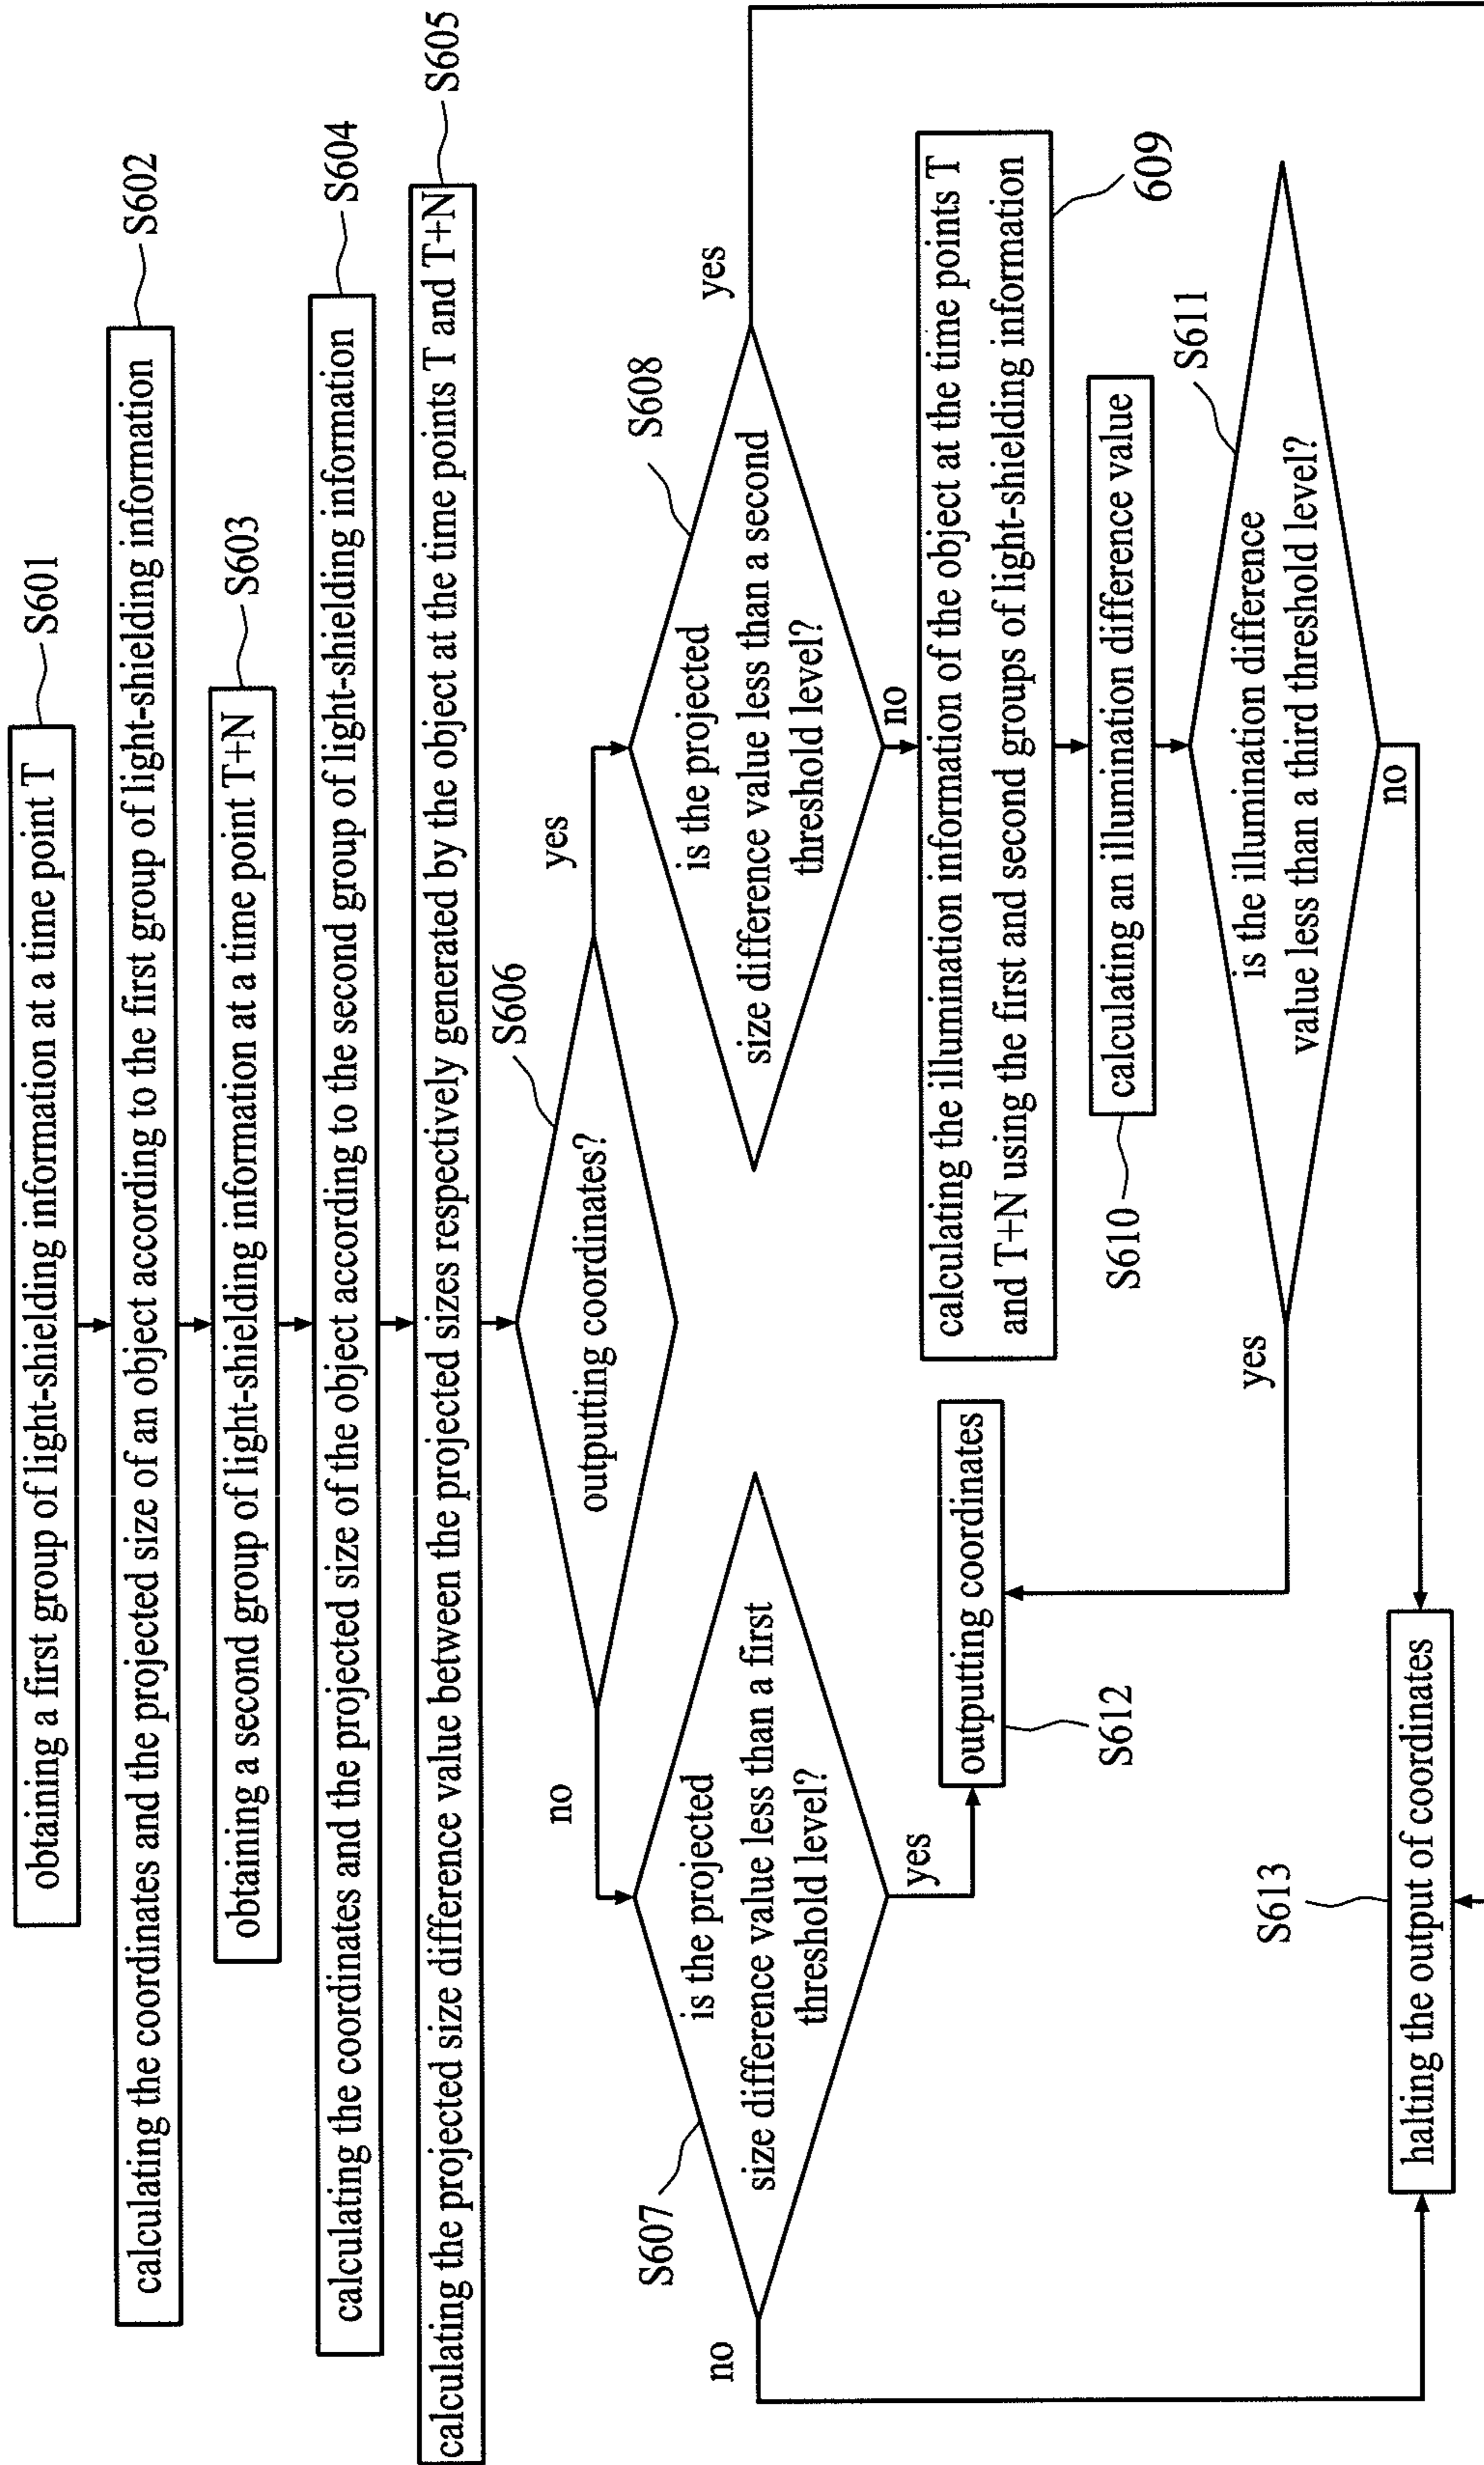 obtaining a first group of light-shielding information at a time point T
S601
calculating the coordinates and the projected size of an object according to the first group of light-shielding information
S602
obtaining a second group of light-shielding information at a time point T+N
S603
calculating the coordinates and the projected size of the object according to the second group of light-shielding information
S604
calculating the projected size difference value between the projected sizes respectively generated by the object at the time points T and T+N
S605
outputting coordinates?
S606
no
yes
S607
is the projected
size difference value less than a first
threshold level?
no
yes
S608
is the projected
size difference value less than a second
threshold level?
yes
no
calculating the illumination information of the object at the time points T
and T+N using the first and second groups of light-shielding information
609
outputting coordinates
S612
S610
calculating an illumination difference value
S611
is the illumination difference
value less than a third threshold level?
yes
no
S613
halting the output of coordinates